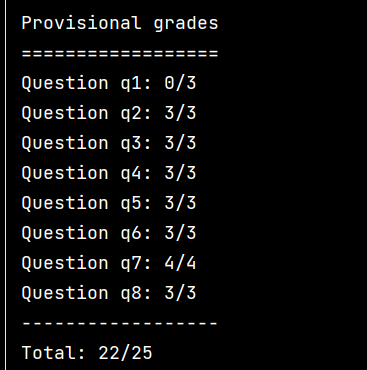 Provisional grades
==================
Question q1: 0/3
Question q2: 3/3
Question q3: 3/3
Question q4: 3/3
Question q5: 3/3
Question q6: 3/3
Question q7: 4/4
Question q8: 3/3
------------------
Total: 22/25